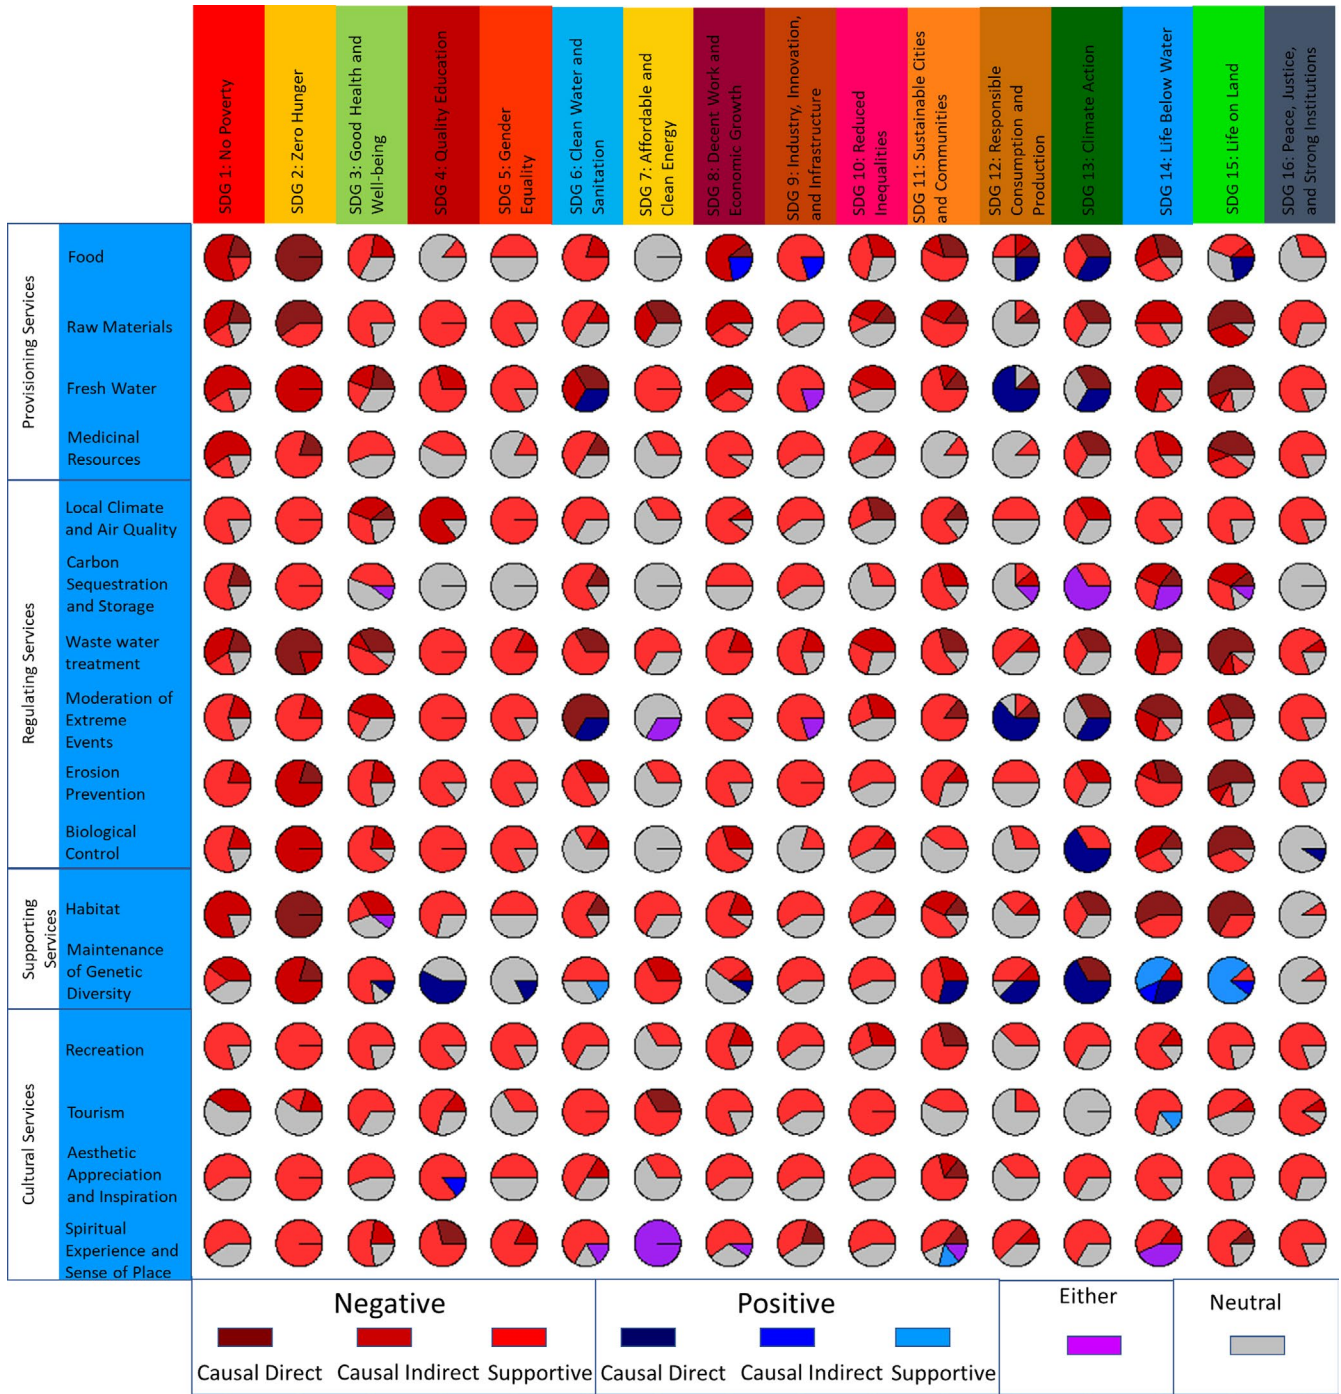 SDG 1: No Poverty
SDG 2: Zero Hunger
SDG 3: Good Health and
Well-being
SDG 4: Quality Education
SDG 5: Gender
Equality
SDG 6: Clean Water and
Sanitation
SDG 7: Affordable and
Clean Energy
SDG 8: Decent Work and
Economic Growth
SDG 9: Industry, Innovation,
and Infrastructure
SDG 10: Reduced
Inequalities
SDG 11: Sustainable Cities
and Communities
SDG 12: Responsible
Consumption and
Production
SDG 13: Climate Action
SDG 14: Life Below Water
SDG 15: Life on Land
SDG 16: Peace, Justice,
and Strong Institutions
Provisioning Services
Food
Raw Materials
Fresh Water
Medicinal
Resources
Regulating Services
Local Climate
and Air Quality
Carbon
Sequestration
and Storage
Waste water
treatment
Moderation of
Extreme
Events
Erosion
Prevention
Biological
Control
Supporting
Services
Habitat
Maintenance
of Genetic
Diversity
Cultural Services
Recreation
Tourism
Aesthetic
Appreciation
and Inspiration
Spiritual
Experience and
Sense of Place
Negative
Causal Direct
Causal Indirect
Supportive
Positive
Causal Direct
Causal Indirect
Supportive
Either
Neutral